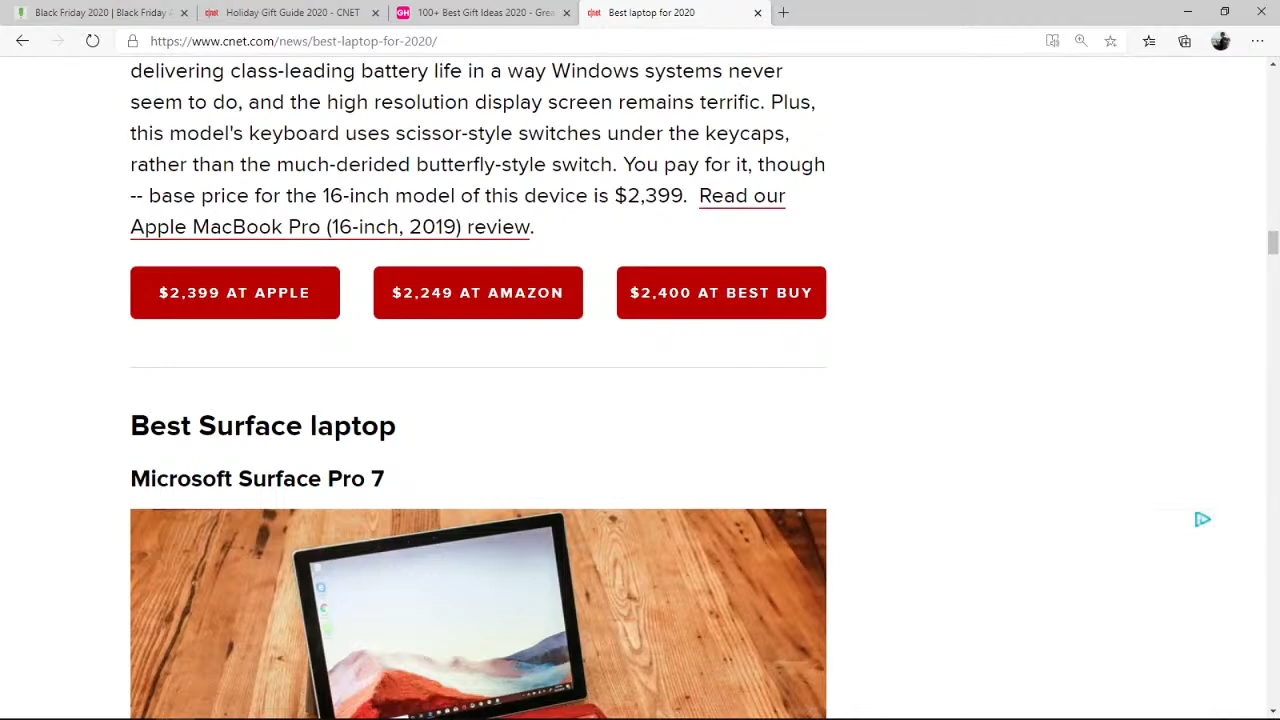 Black Friday 2020 | Black Friday
Holiday Gift Guide 2020 - CNET
GH
100+ Best Gift Ideas 2020 - Grea
cnet
Best laptop for 2020
https://www.cnet.com/news/best-laptop-for-2020/
delivering class-leading battery life in a way Windows systems never
seem to do, and the high resolution display screen remains terrific. Plus,
this model's keyboard uses scissor-style switches under the keycaps,
rather than the much-derided butterfly-style switch. You pay for it, though
-- base price for the 16-inch model of this device is $2,399. Read our
Apple MacBook Pro (16-inch, 2019) review.
$2,399 AT APPLE
$2,249 AT AMAZON
$2,400 AT BEST BUY
Best Surface laptop
Microsoft Surface Pro 7